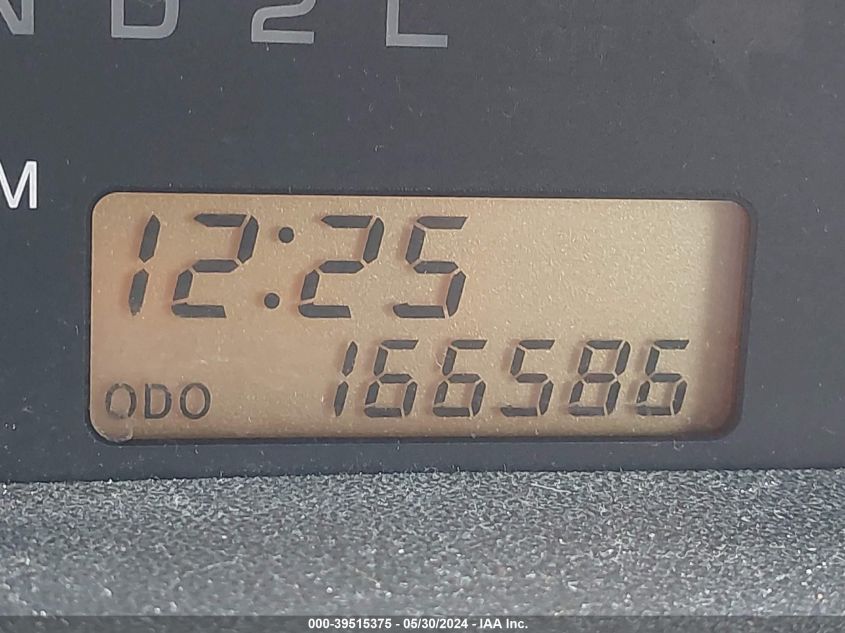 N D 2 L
M
12:25
ODO 166586
000-39515375 - 05/30/2024 - IAA Inc.